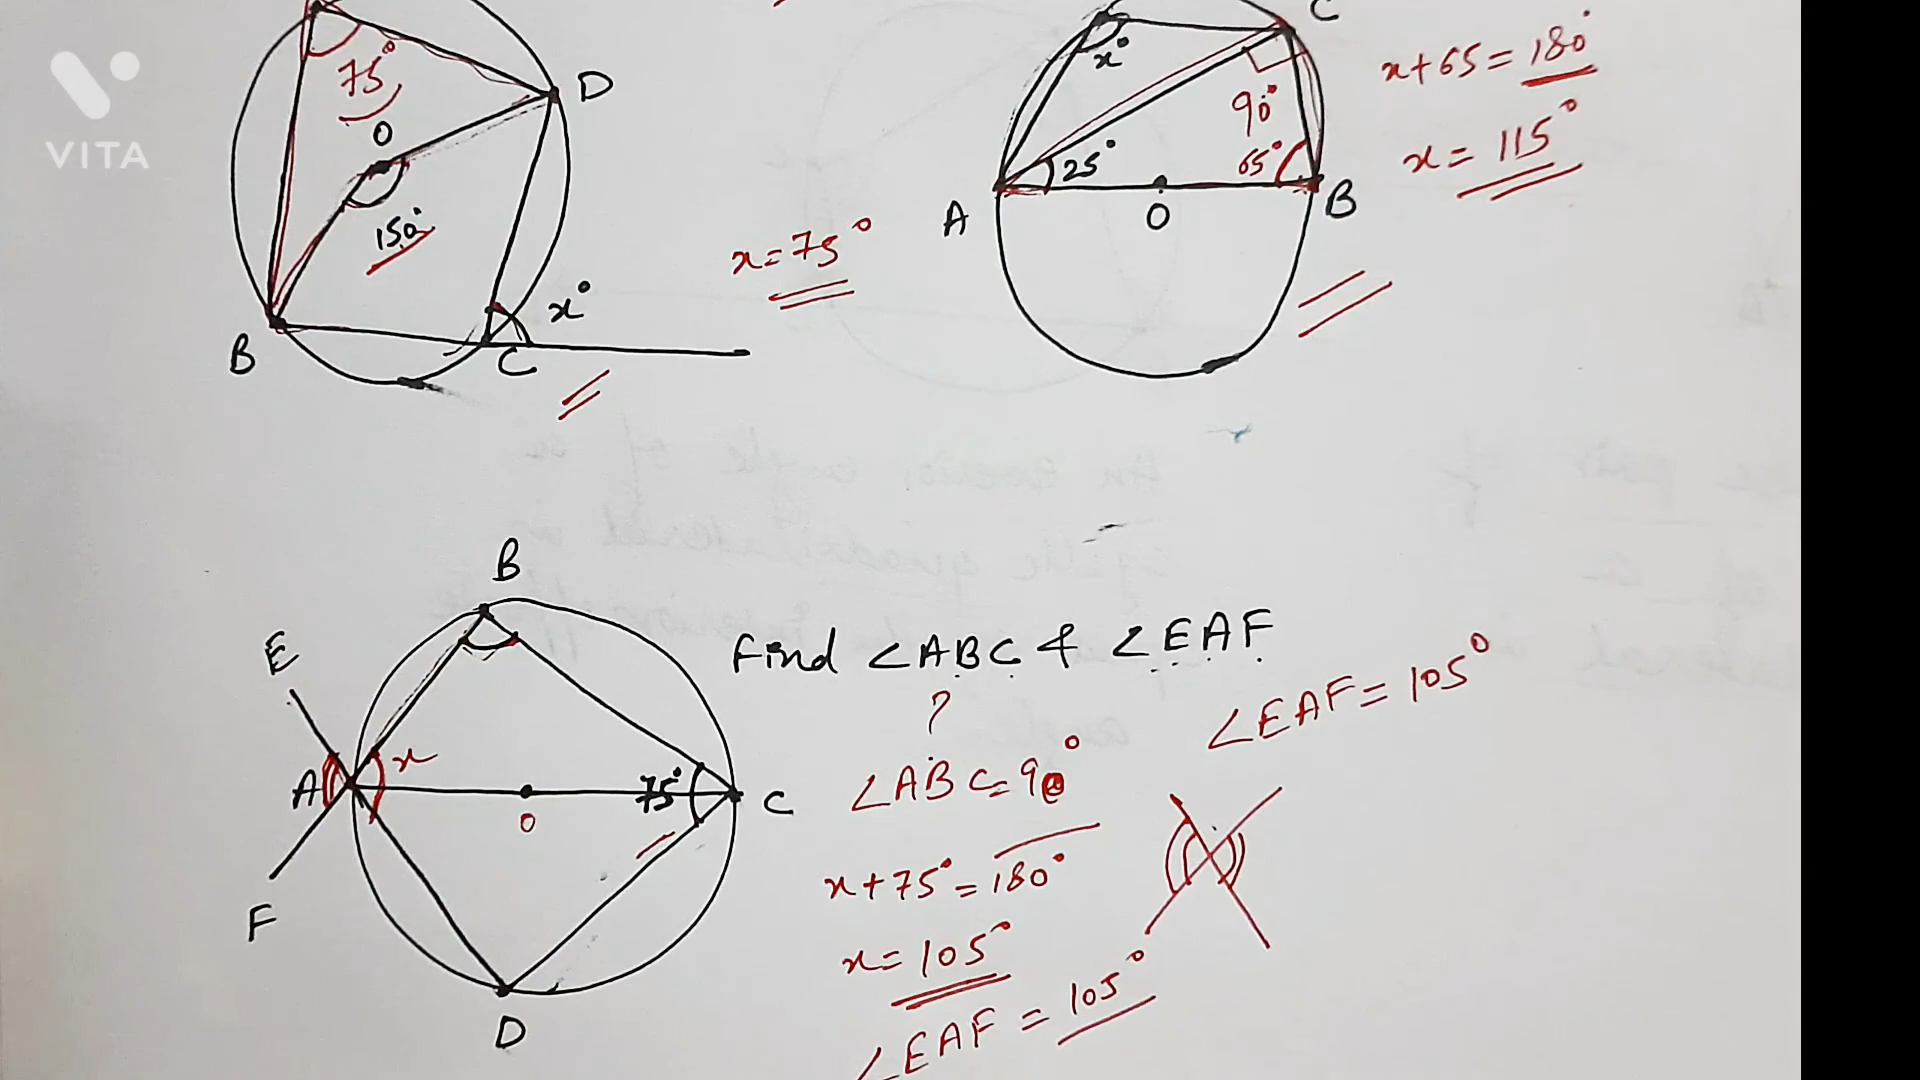 VITA
75°
O
D
150°
B
C
x°
x=75°
C
x°
90°
25°
65°
A
O
B
x+65=180°
x=115°
B
E
A
x
O
75°
C
F
D
Find ∠ABC & ∠EAF
?
∠ABC=90°
x+75°=180°
x=105°
∠EAF=105°
∠EAF=105°